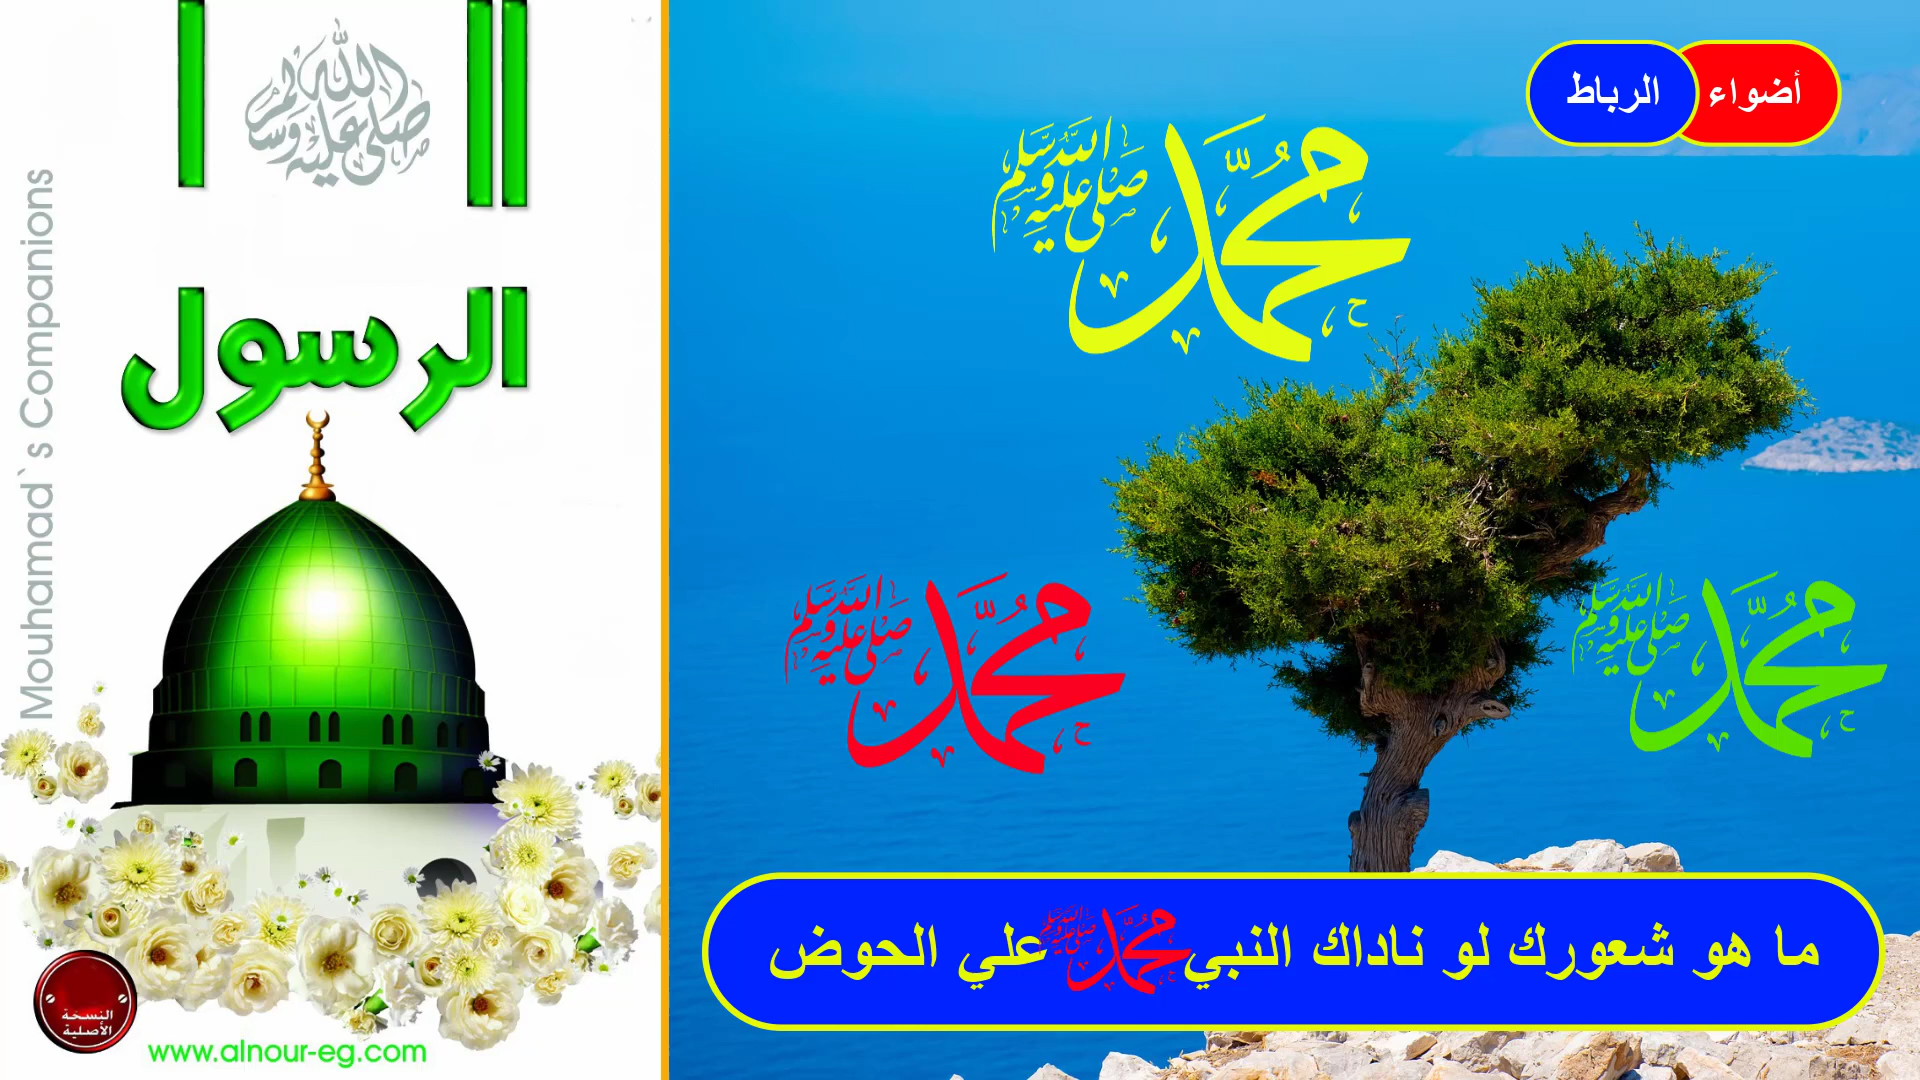 أضواء الرباط
محمد صلى الله عليه وسلم
محمد صلى الله عليه وسلم
محمد صلى الله عليه وسلم
ما هو شعورك لو ناداك النبي محمد صلى الله عليه وسلم علي الحوض
صلى الله عليه وسلم
الرسول
Mouhamad`s Companions
النسخة
الأصلية
www.alnour-eg.com